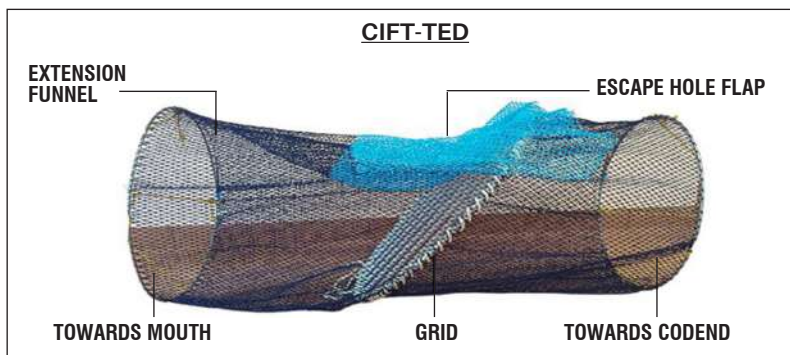 CIFT-TED
EXTENSION
FUNNEL
ESCAPE HOLE FLAP
TOWARDS MOUTH
GRID
TOWARDS CODEND